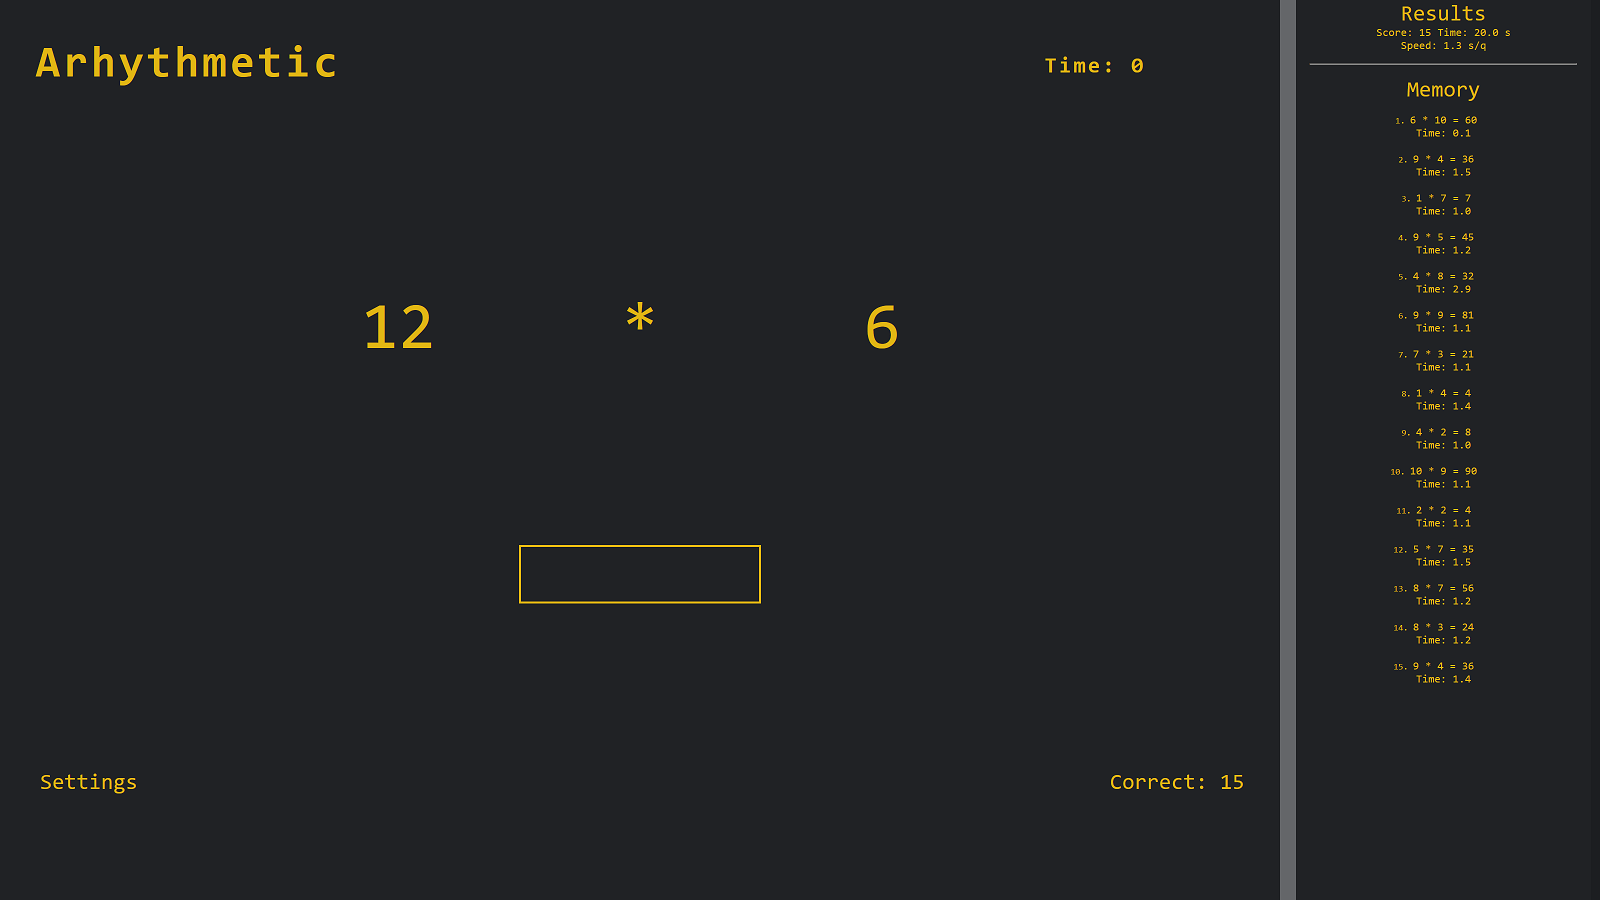 Arhythmetic
Time: 0
12 * 6
Settings
Correct: 15
Results
Score: 15 Time: 20.0 s
Speed: 1.3 s/q
Memory
1. 6 * 10 = 60
Time: 0.1
2. 9 * 4 = 36
Time: 1.5
3. 1 * 7 = 7
Time: 1.0
4. 9 * 5 = 45
Time: 1.2
5. 4 * 8 = 32
Time: 2.9
6. 9 * 9 = 81
Time: 1.1
7. 7 * 3 = 21
Time: 1.1
8. 1 * 4 = 4
Time: 1.4
9. 4 * 2 = 8
Time: 1.0
10. 10 * 9 = 90
Time: 1.1
11. 2 * 2 = 4
Time: 1.1
12. 5 * 7 = 35
Time: 1.5
13. 8 * 7 = 56
Time: 1.2
14. 8 * 3 = 24
Time: 1.2
15. 9 * 4 = 36
Time: 1.4